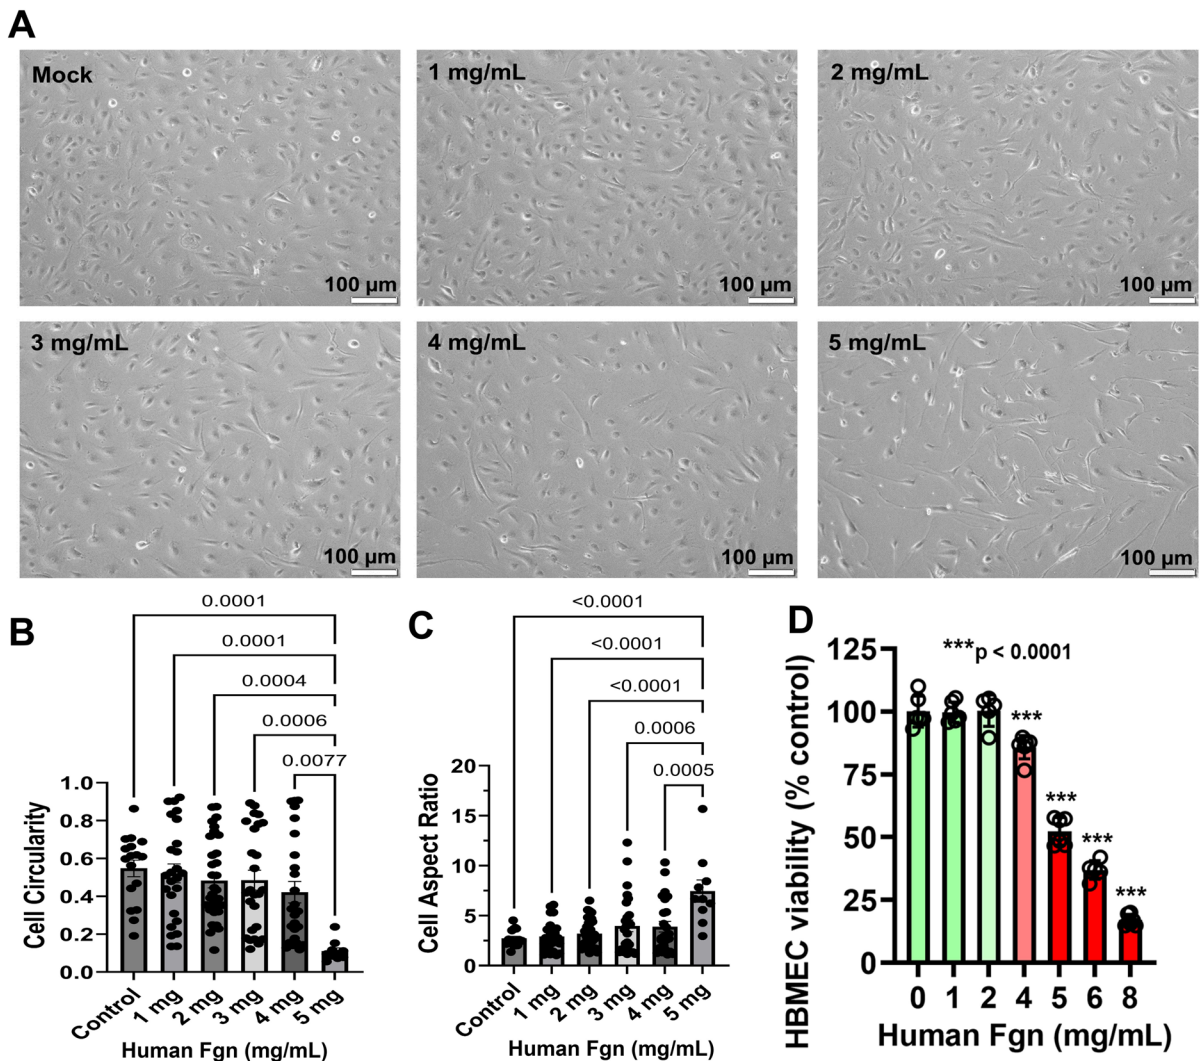 A
Mock
1 mg/mL
2 mg/mL
100 µm
100 µm
100 µm
3 mg/mL
4 mg/mL
5 mg/mL
100 µm
100 µm
100 µm
B
0.0001
0.0001
0.0004
0.0006
0.0077
Cell Circularity
1.0
0.8
0.6
0.4
0.2
0.0
Control
1 mg
2 mg
3 mg
4 mg
5 mg
Human Fgn (mg/mL)
C
<0.0001
<0.0001
<0.0001
0.0006
0.0005
Cell Aspect Ratio
20
15
10
5
0
Control
1 mg
2 mg
3 mg
4 mg
5 mg
Human Fgn (mg/mL)
D
***p < 0.0001
HBMEC viability (% control)
125
100
75
50
25
0
***
***
***
***
0 1 2 4 5 6 8
Human Fgn (mg/mL)